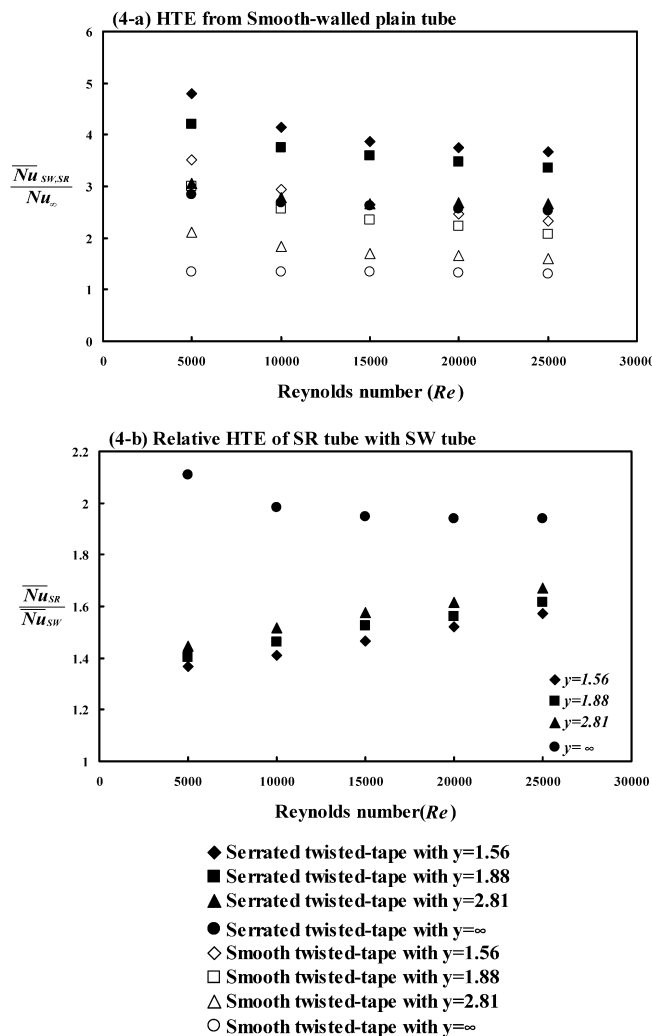 (4-a) HTE from Smooth-walled plain tube
6
5
4
3
2
1
0
Nu SW,SR
Nu∞
0 5000 10000 15000 20000 25000 30000
Reynolds number (Re)
(4-b) Relative HTE of SR tube with SW tube
2.2
2
1.8
1.6
1.4
1.2
1
Nu SR
Nu SW
y=1.56
y=1.88
y=2.81
y= ∞
0 5000 10000 15000 20000 25000 30000
Reynolds number(Re)
Serrated twisted-tape with y=1.56
Serrated twisted-tape with y=1.88
Serrated twisted-tape with y=2.81
Serrated twisted-tape with y=∞
Smooth twisted-tape with y=1.56
Smooth twisted-tape with y=1.88
Smooth twisted-tape with y=2.81
Smooth twisted-tape with y=∞